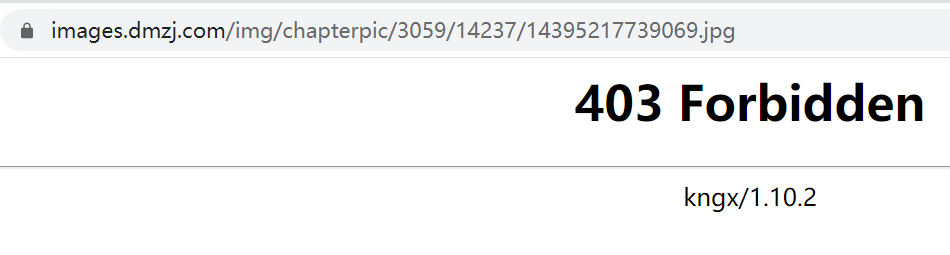 images.dmzj.com/img/chapterpic/3059/14237/14395217739069.jpg
403 Forbidden
kngx/1.10.2